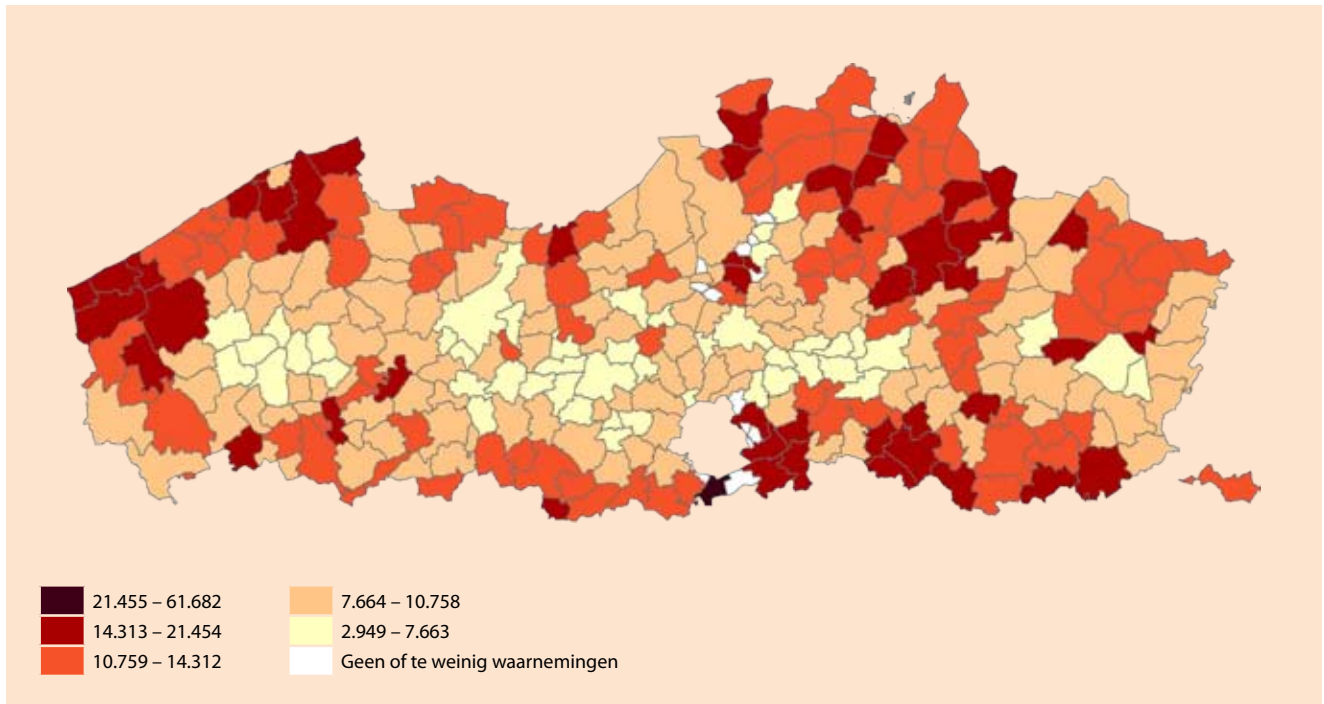 21.455 – 61.682
14.313 – 21.454
10.759 – 14.312
7.664 – 10.758
2.949 – 7.663
Geen of te weinig waarnemingen